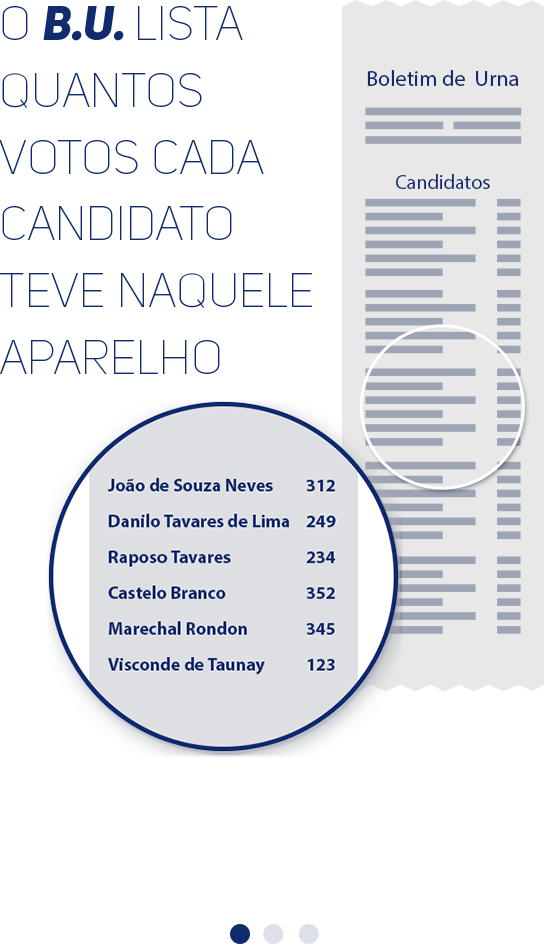 O B.U. LISTA
QUANTOS
VOTOS CADA
CANDIDATO
TEVE NAQUELE
APARELHO
Boletim de Urna
Candidatos
João de Souza Neves 312
Danilo Tavares de Lima 249
Raposo Tavares 234
Castelo Branco 352
Marechal Rondon 345
Visconde de Taunay 123